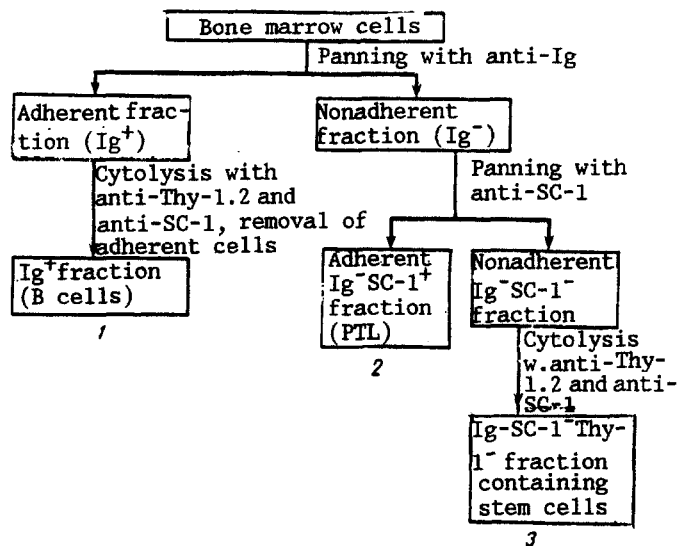 Bone marrow cells
Panning with anti-Ig
Adherent frac-
tion (Ig⁺)
Nonadherent
fraction (Ig⁻)
Cytolysis with
anti-Thy-1.2 and
anti-SC-1, removal of
adherent cells
Panning with
anti-SC-1
Ig⁺ fraction
(B cells)
1
Adherent
Ig⁻SC-1⁺
fraction
(PTL)
2
Nonadherent
Ig⁻SC-1⁻
fraction
Cytolysis
w.anti-Thy-
1.2 and anti-
SC-1
Ig-SC-1⁻Thy-
1⁻ fraction
containing
stem cells
3